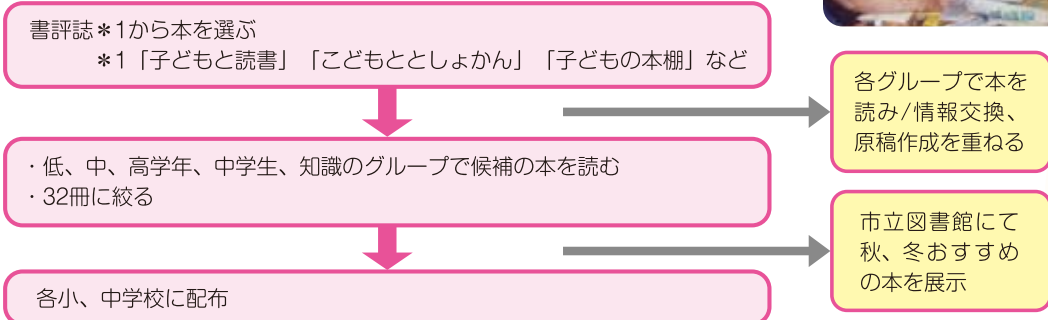 書評誌＊1から本を選ぶ
＊1「子どもと読書」「こどもととしょかん」「子どもの本棚」など
各グループで本を
読み/情報交換、
原稿作成を重ねる
・低、中、高学年、中学生、知識のグループで候補の本を読む
・32冊に絞る
市立図書館にて
秋、冬おすすめ
の本を展示
各小、中学校に配布